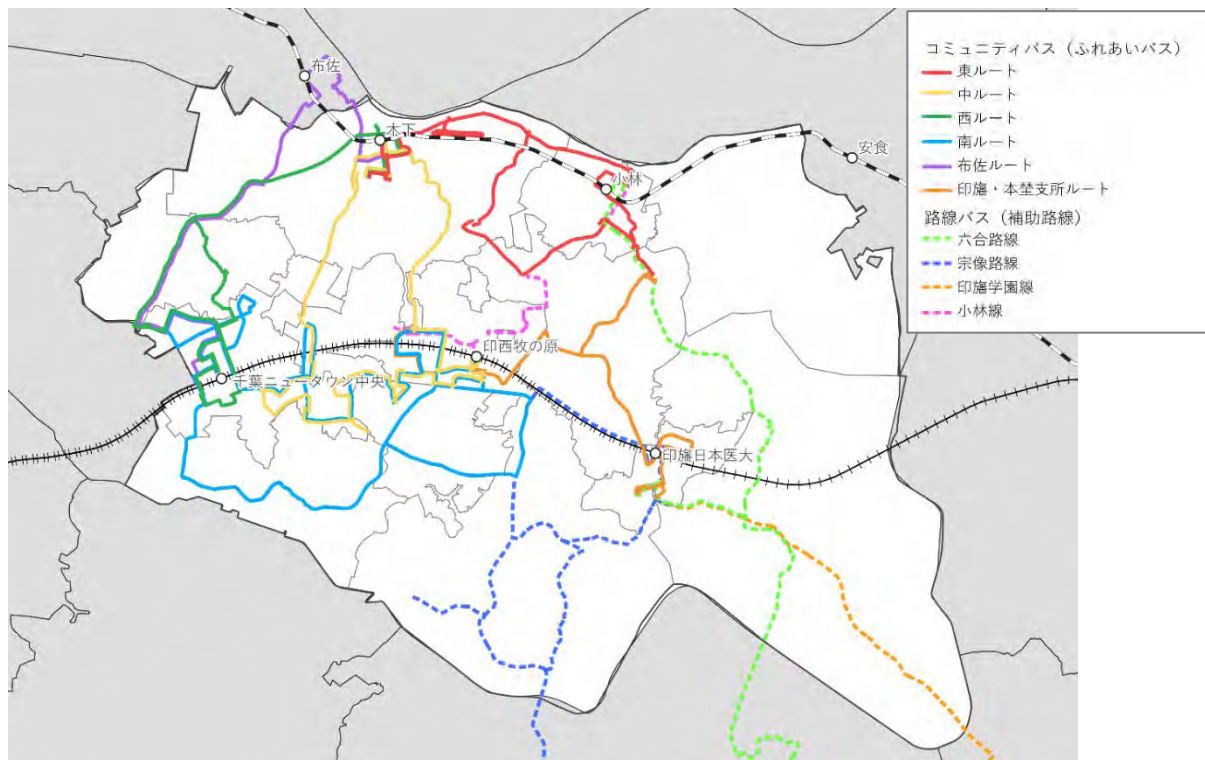 布佐
木下
小林
安食
印西牧の原
千葉ニュータウン中央
印旛日本医大
コミュニティバス（ふれあいバス）
東ルート
中ルート
西ルート
南ルート
布佐ルート
印旛・本埜支所ルート
路線バス（補助路線）
六合路線
宗像路線
印旛学園線
小林線